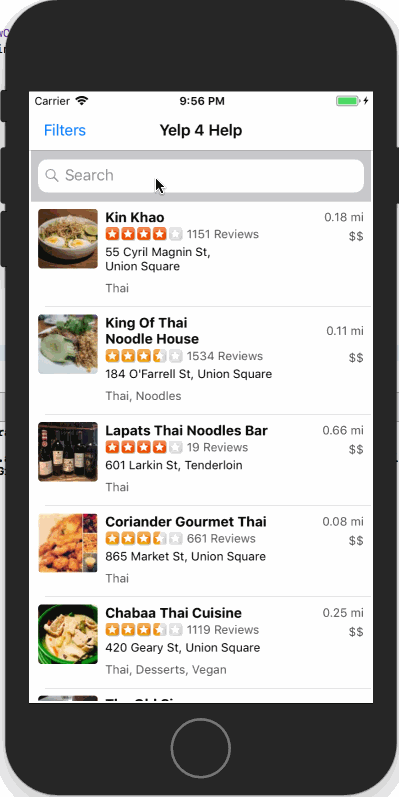 Carrier 9:56 PM
Filters Yelp 4 Help
Search
Kin Khao 0.18 mi
1151 Reviews $$
55 Cyril Magnin St,
Union Square
Thai
King Of Thai
Noodle House 0.11 mi
1534 Reviews $$
184 O'Farrell St, Union Square
Thai, Noodles
Lapats Thai Noodles Bar 0.66 mi
19 Reviews $$
601 Larkin St, Tenderloin
Thai
Coriander Gourmet Thai 0.08 mi
661 Reviews $$
865 Market St, Union Square
Thai
Chabaa Thai Cuisine 0.25 mi
1119 Reviews $$
420 Geary St, Union Square
Thai, Desserts, Vegan